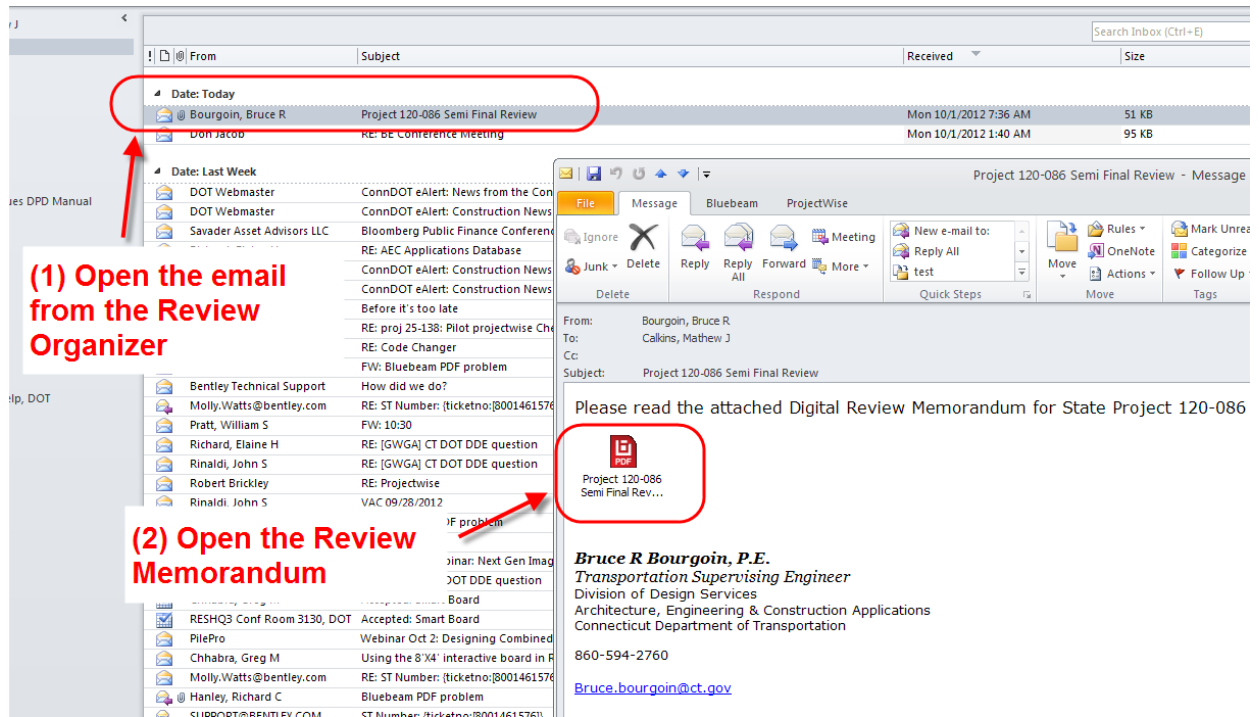 y J
Search Inbox (Ctrl+E)
! From Subject Received Size
Date: Today
Bourgoin, Bruce R Project 120-086 Semi Final Review Mon 10/1/2012 7:36 AM 51 KB
Don Jacob RE: BE Conference Meeting Mon 10/1/2012 1:40 AM 95 KB
Date: Last Week
DOT Webmaster ConnDOT eAlert: News from the Con
ues DPD Manual
DOT Webmaster ConnDOT eAlert: Construction News
Savader Asset Advisors LLC Bloomberg Public Finance Conferenc
RE: AEC Applications Database
ConnDOT eAlert: Construction News
ConnDOT eAlert: Construction News
Before it's too late
RE: proj 25-138: Pilot projectwise Che
RE: Code Changer
FW: Bluebeam PDF problem
(1) Open the email
from the Review
Organizer
Bentley Technical Support How did we do?
elp, DOT
Molly.Watts@bentley.com RE: ST Number: {ticketno:[8001461576
Pratt, William S FW: 10:30
Richard, Elaine H RE: [GWGA] CT DOT DDE question
Rinaldi, John S RE: [GWGA] CT DOT DDE question
Robert Brickley RE: Projectwise
Rinaldi, John S VAC 09/28/2012
DF problem
binar: Next Gen Imag
DOT DDE question
(2) Open the Review
Memorandum
Chhabra, Greg M Accepted: Smart Board
RESHQ3 Conf Room 3130, DOT Accepted: Smart Board
PilePro Webinar Oct 2: Designing Combined
Chhabra, Greg M Using the 8'X4' interactive board in R
Molly.Watts@bentley.com RE: ST Number: {ticketno:[8001461576
Hanley, Richard C Bluebeam PDF problem
SUPPORT@BENTLEY.COM ST Number: {ticketno:[8001461576]}
Project 120-086 Semi Final Review - Message
File Message Bluebeam ProjectWise
Ignore
Junk
Delete
Reply
Reply All
Forward
Meeting
More
New e-mail to:
Reply All
test
Move
Rules
OneNote
Actions
Mark Unrea
Categorize
Follow Up
Delete Respond Quick Steps Move Tags
From: Bourgoin, Bruce R
To: Calkins, Mathew J
Cc:
Subject: Project 120-086 Semi Final Review
Please read the attached Digital Review Memorandum for State Project 120-086
PDF
Project 120-086
Semi Final Rev...
Bruce R Bourgoin, P.E.
Transportation Supervising Engineer
Division of Design Services
Architecture, Engineering & Construction Applications
Connecticut Department of Transportation
860-594-2760
Bruce.bourgoin@ct.gov